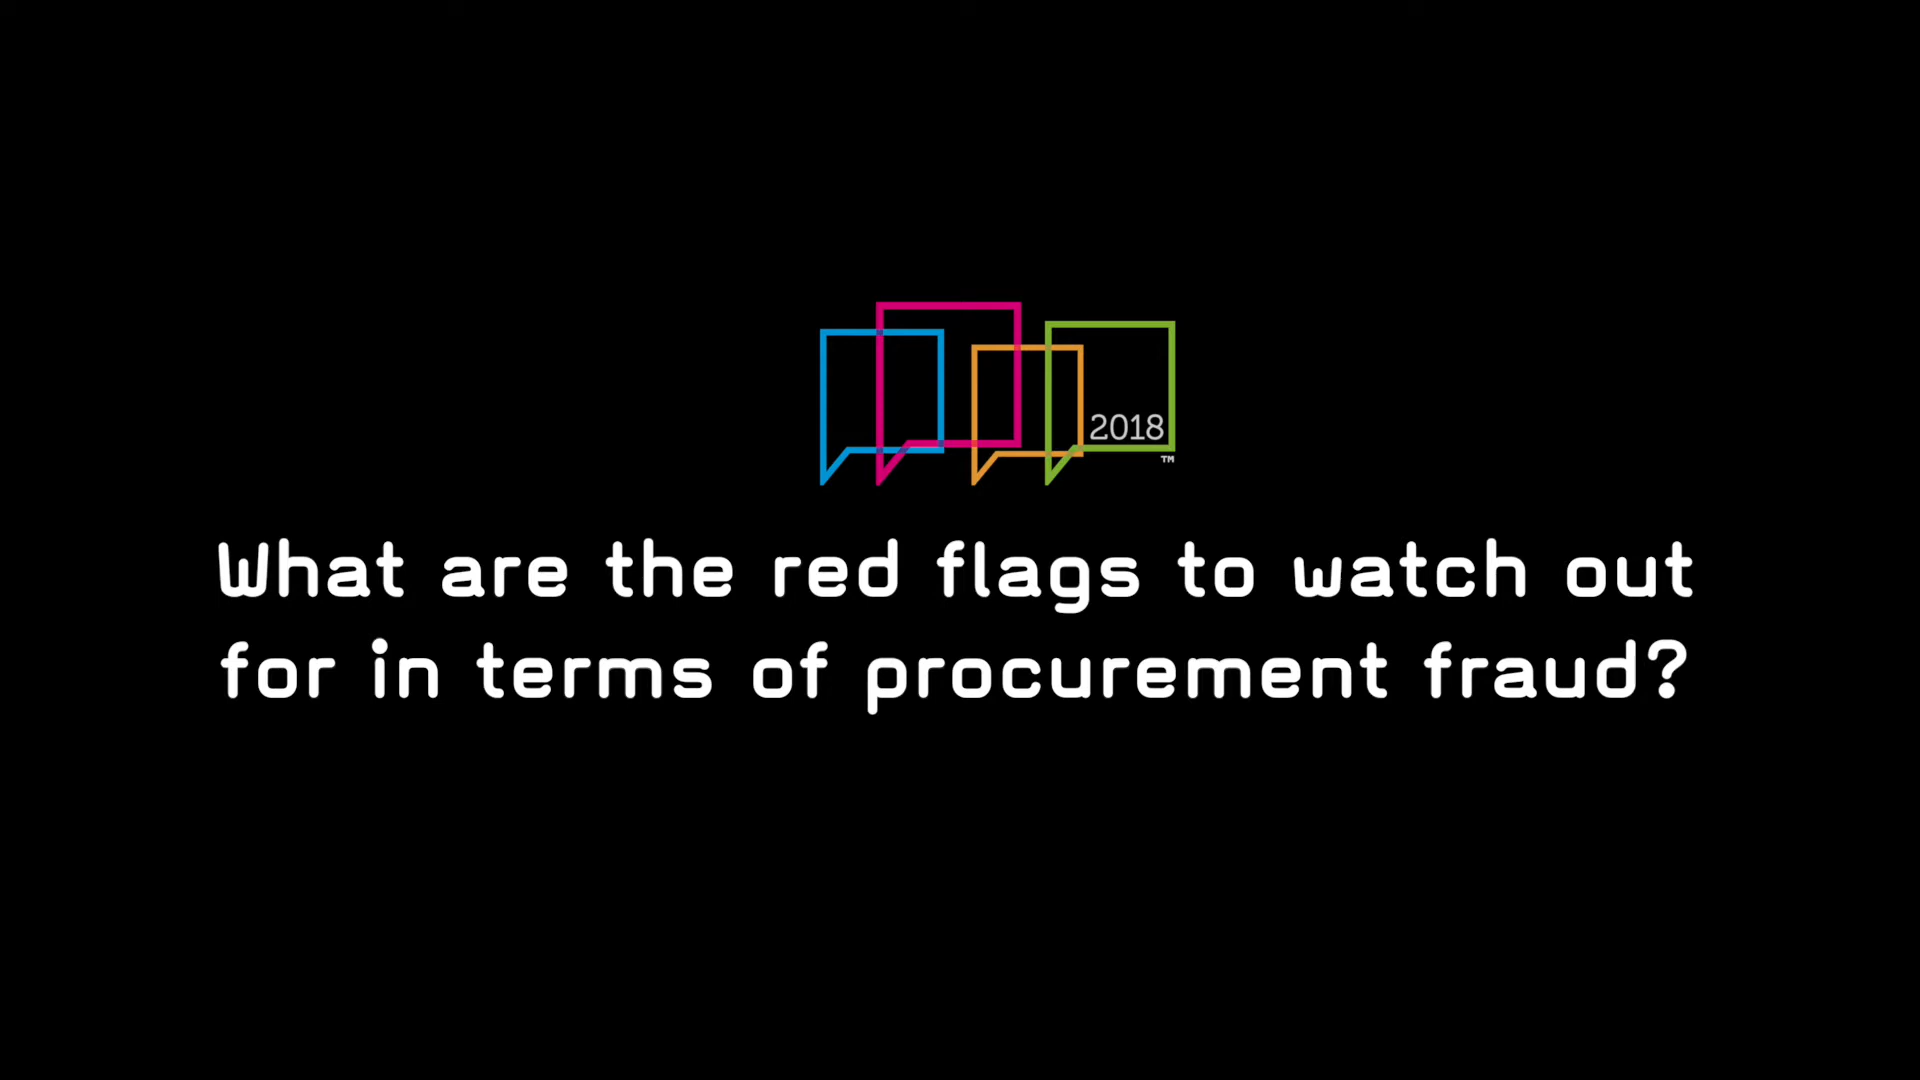 2018
™
What are the red flags to watch out
for in terms of procurement fraud?